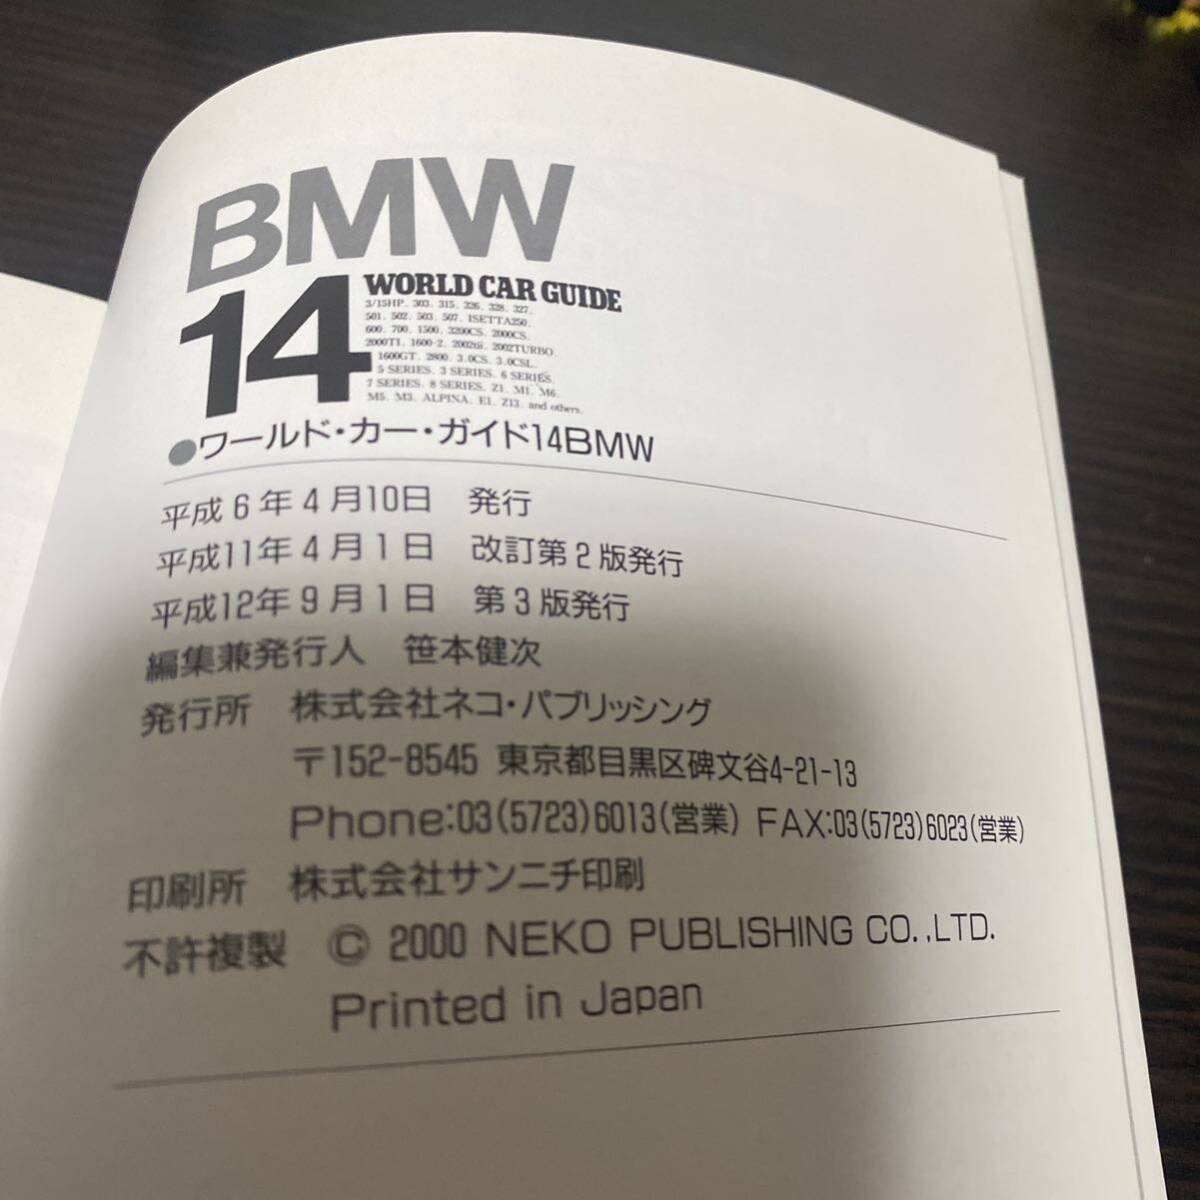 BMW
14
WORLD CAR GUIDE
3/15HP, 303, 315, 326, 328, 327,
501, 502, 503, 507, ISETTA250,
600, 700, 1500, 3200CS, 2000CS,
2000TI, 1600-2, 2002tii, 2002TURBO,
1600GT, 2800, 3.0CS, 3.0CSL,
5 SERIES, 3 SERIES, 6 SERIES,
7 SERIES, 8 SERIES, Z1, M1, M6,
M5, M3, ALPINA, E1, Z13, and others.
●ワールド・カー・ガイド14BMW
平成6年4月10日 発行
平成11年4月1日 改訂第2版発行
平成12年9月1日 第3版発行
編集兼発行人 笹本健次
発行所 株式会社ネコ・パブリッシング
〒152-8545 東京都目黒区碑文谷4-21-13
Phone:03(5723)6013(営業) FAX:03(5723)6023(営業)
印刷所 株式会社サンニチ印刷
不許複製 © 2000 NEKO PUBLISHING CO.,LTD.
Printed in Japan